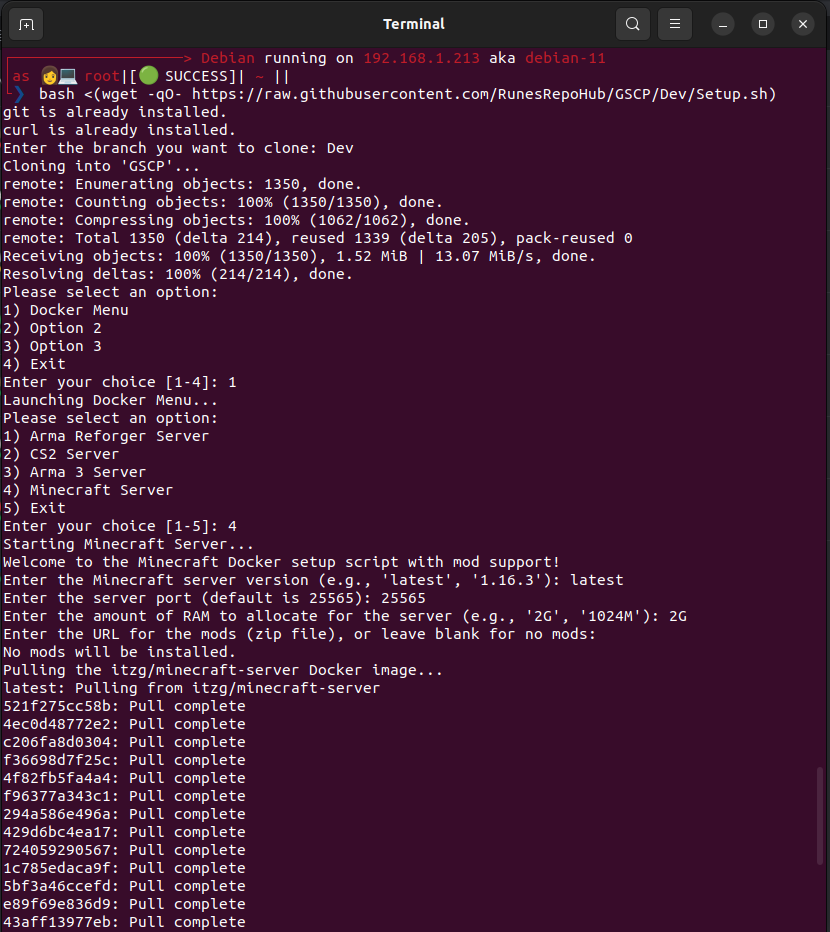 Terminal
> Debian running on 192.168.1.213 aka debian-11
as 👩‍💻 root|[🟢 SUCCESS]| ~ ||
❯ bash <(wget -qO- https://raw.githubusercontent.com/RunesRepoHub/GSCP/Dev/Setup.sh)
git is already installed.
curl is already installed.
Enter the branch you want to clone: Dev
Cloning into 'GSCP'...
remote: Enumerating objects: 1350, done.
remote: Counting objects: 100% (1350/1350), done.
remote: Compressing objects: 100% (1062/1062), done.
remote: Total 1350 (delta 214), reused 1339 (delta 205), pack-reused 0
Receiving objects: 100% (1350/1350), 1.52 MiB | 13.07 MiB/s, done.
Resolving deltas: 100% (214/214), done.
Please select an option:
1) Docker Menu
2) Option 2
3) Option 3
4) Exit
Enter your choice [1-4]: 1
Launching Docker Menu...
Please select an option:
1) Arma Reforger Server
2) CS2 Server
3) Arma 3 Server
4) Minecraft Server
5) Exit
Enter your choice [1-5]: 4
Starting Minecraft Server...
Welcome to the Minecraft Docker setup script with mod support!
Enter the Minecraft server version (e.g., 'latest', '1.16.3'): latest
Enter the server port (default is 25565): 25565
Enter the amount of RAM to allocate for the server (e.g., '2G', '1024M'): 2G
Enter the URL for the mods (zip file), or leave blank for no mods:
No mods will be installed.
Pulling the itzg/minecraft-server Docker image...
latest: Pulling from itzg/minecraft-server
521f275cc58b: Pull complete
4ec0d48772e2: Pull complete
c206fa8d0304: Pull complete
f36698d7f25c: Pull complete
4f82fb5fa4a4: Pull complete
f96377a343c1: Pull complete
294a586e496a: Pull complete
429d6bc4ea17: Pull complete
724059290567: Pull complete
1c785edaca9f: Pull complete
5bf3a46ccefd: Pull complete
e89f69e836d9: Pull complete
43aff13977eb: Pull complete